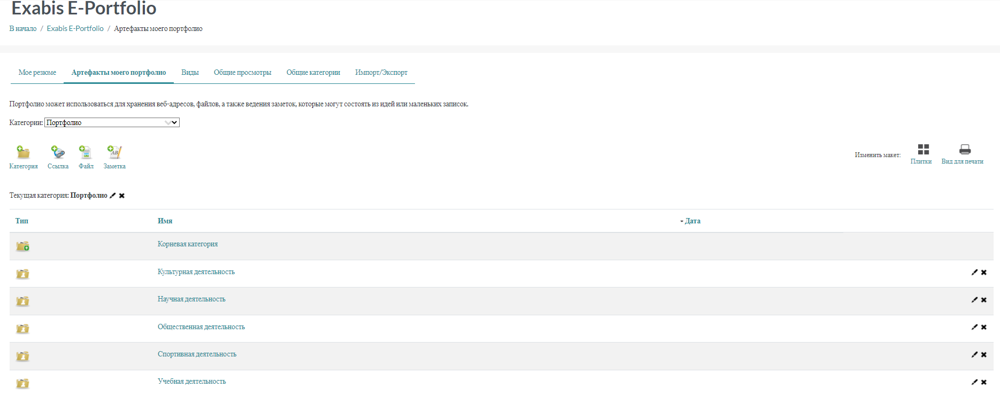 Exabis E-Portfolio
В начало / Exabis E-Portfolio / Артефакты моего портфолио
Мое резюме Артефакты моего портфолио Виды Общие просмотры Общие категории Импорт/Экспорт
Портфолио может использоваться для хранения веб-адресов, файлов, а также ведения заметок, которые могут состоять из идей или маленьких записок.
Категории: Портфолио
Категория Ссылка Файл Заметка
Изменить макет: Плитки Вид для печати
Текущая категория: Портфолио
Тип Имя Дата
Корневая категория
Культурная деятельность
Научная деятельность
Общественная деятельность
Спортивная деятельность
Учебная деятельность